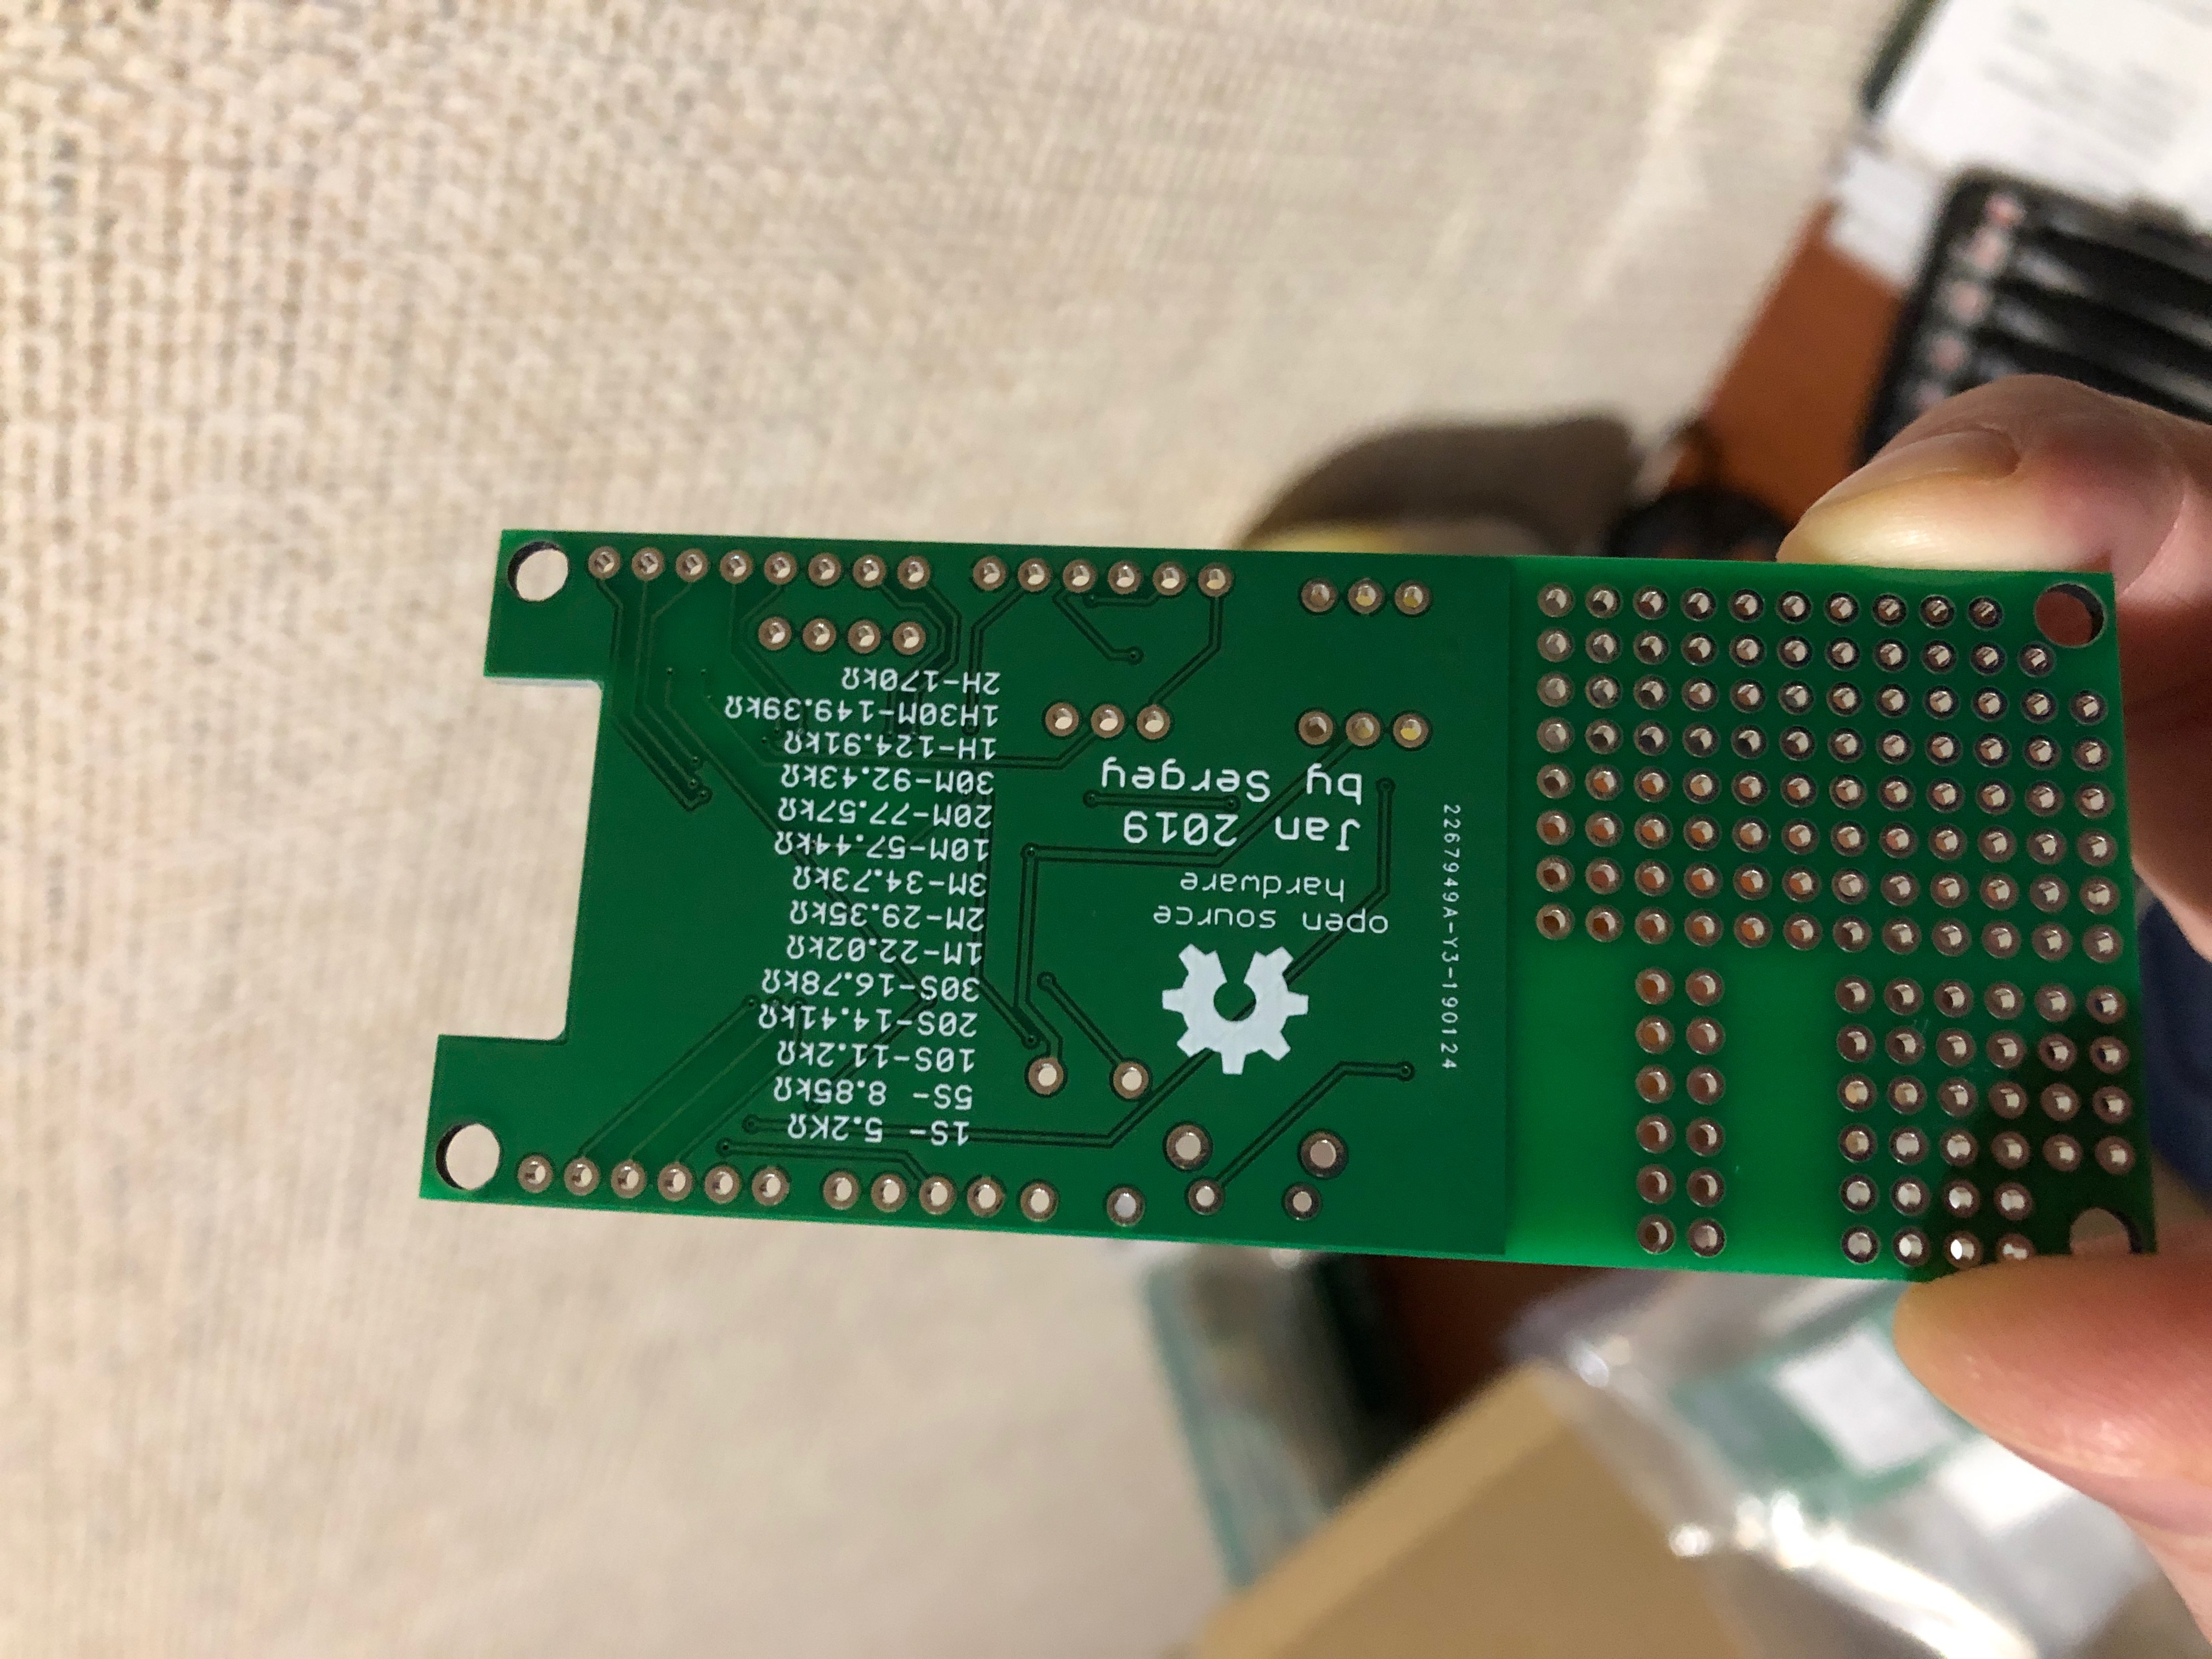 1S- 5.2kΩ
5S- 8.85kΩ
10S-11.2kΩ
20S-14.41kΩ
30S-16.78kΩ
1M-22.02kΩ
2M-29.35kΩ
3M-34.73kΩ
10M-57.44kΩ
20M-77.57kΩ
30M-92.43kΩ
1H-124.91kΩ
1H30M-149.39kΩ
2H-170kΩ
open source
hardware
Jan 2019
by Sergey
2267949A-Y3-190124